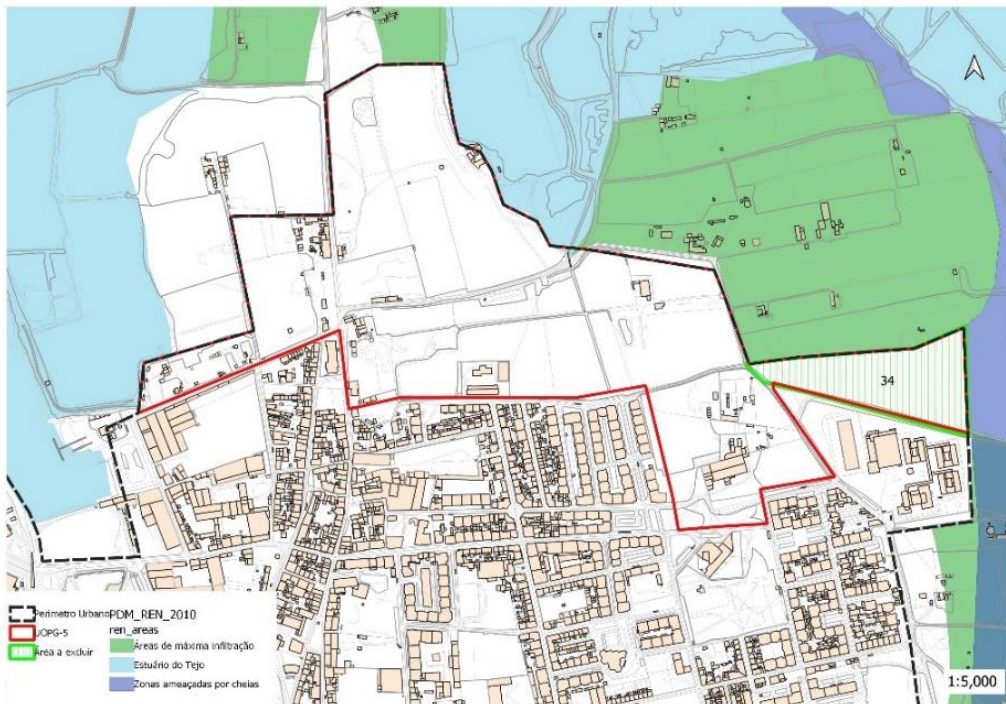 34
Perimetro Urbano
UOPG-5
Área a excluir
PDM_REN_2010
ren_areas
Áreas de máxima infiltração
Estuário do Tejo
Zonas ameaçadas por cheias
1:5,000